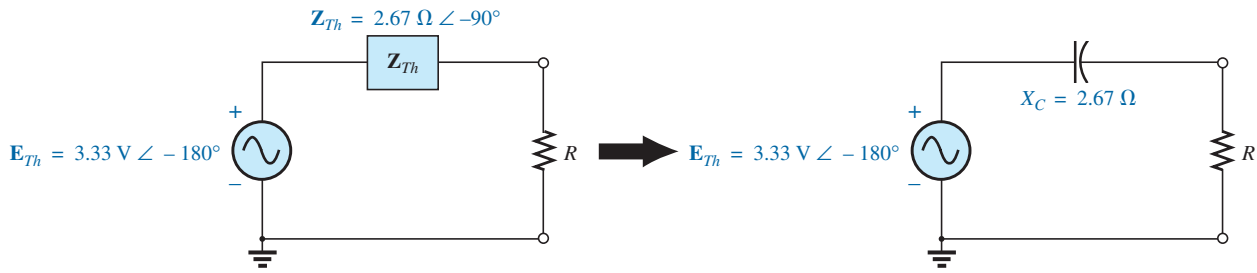 Z_Th = 2.67 Ω ∠ –90°
Z_Th
+
E_Th = 3.33 V ∠ – 180°
–
R
X_C = 2.67 Ω
+
E_Th = 3.33 V ∠ – 180°
–
R